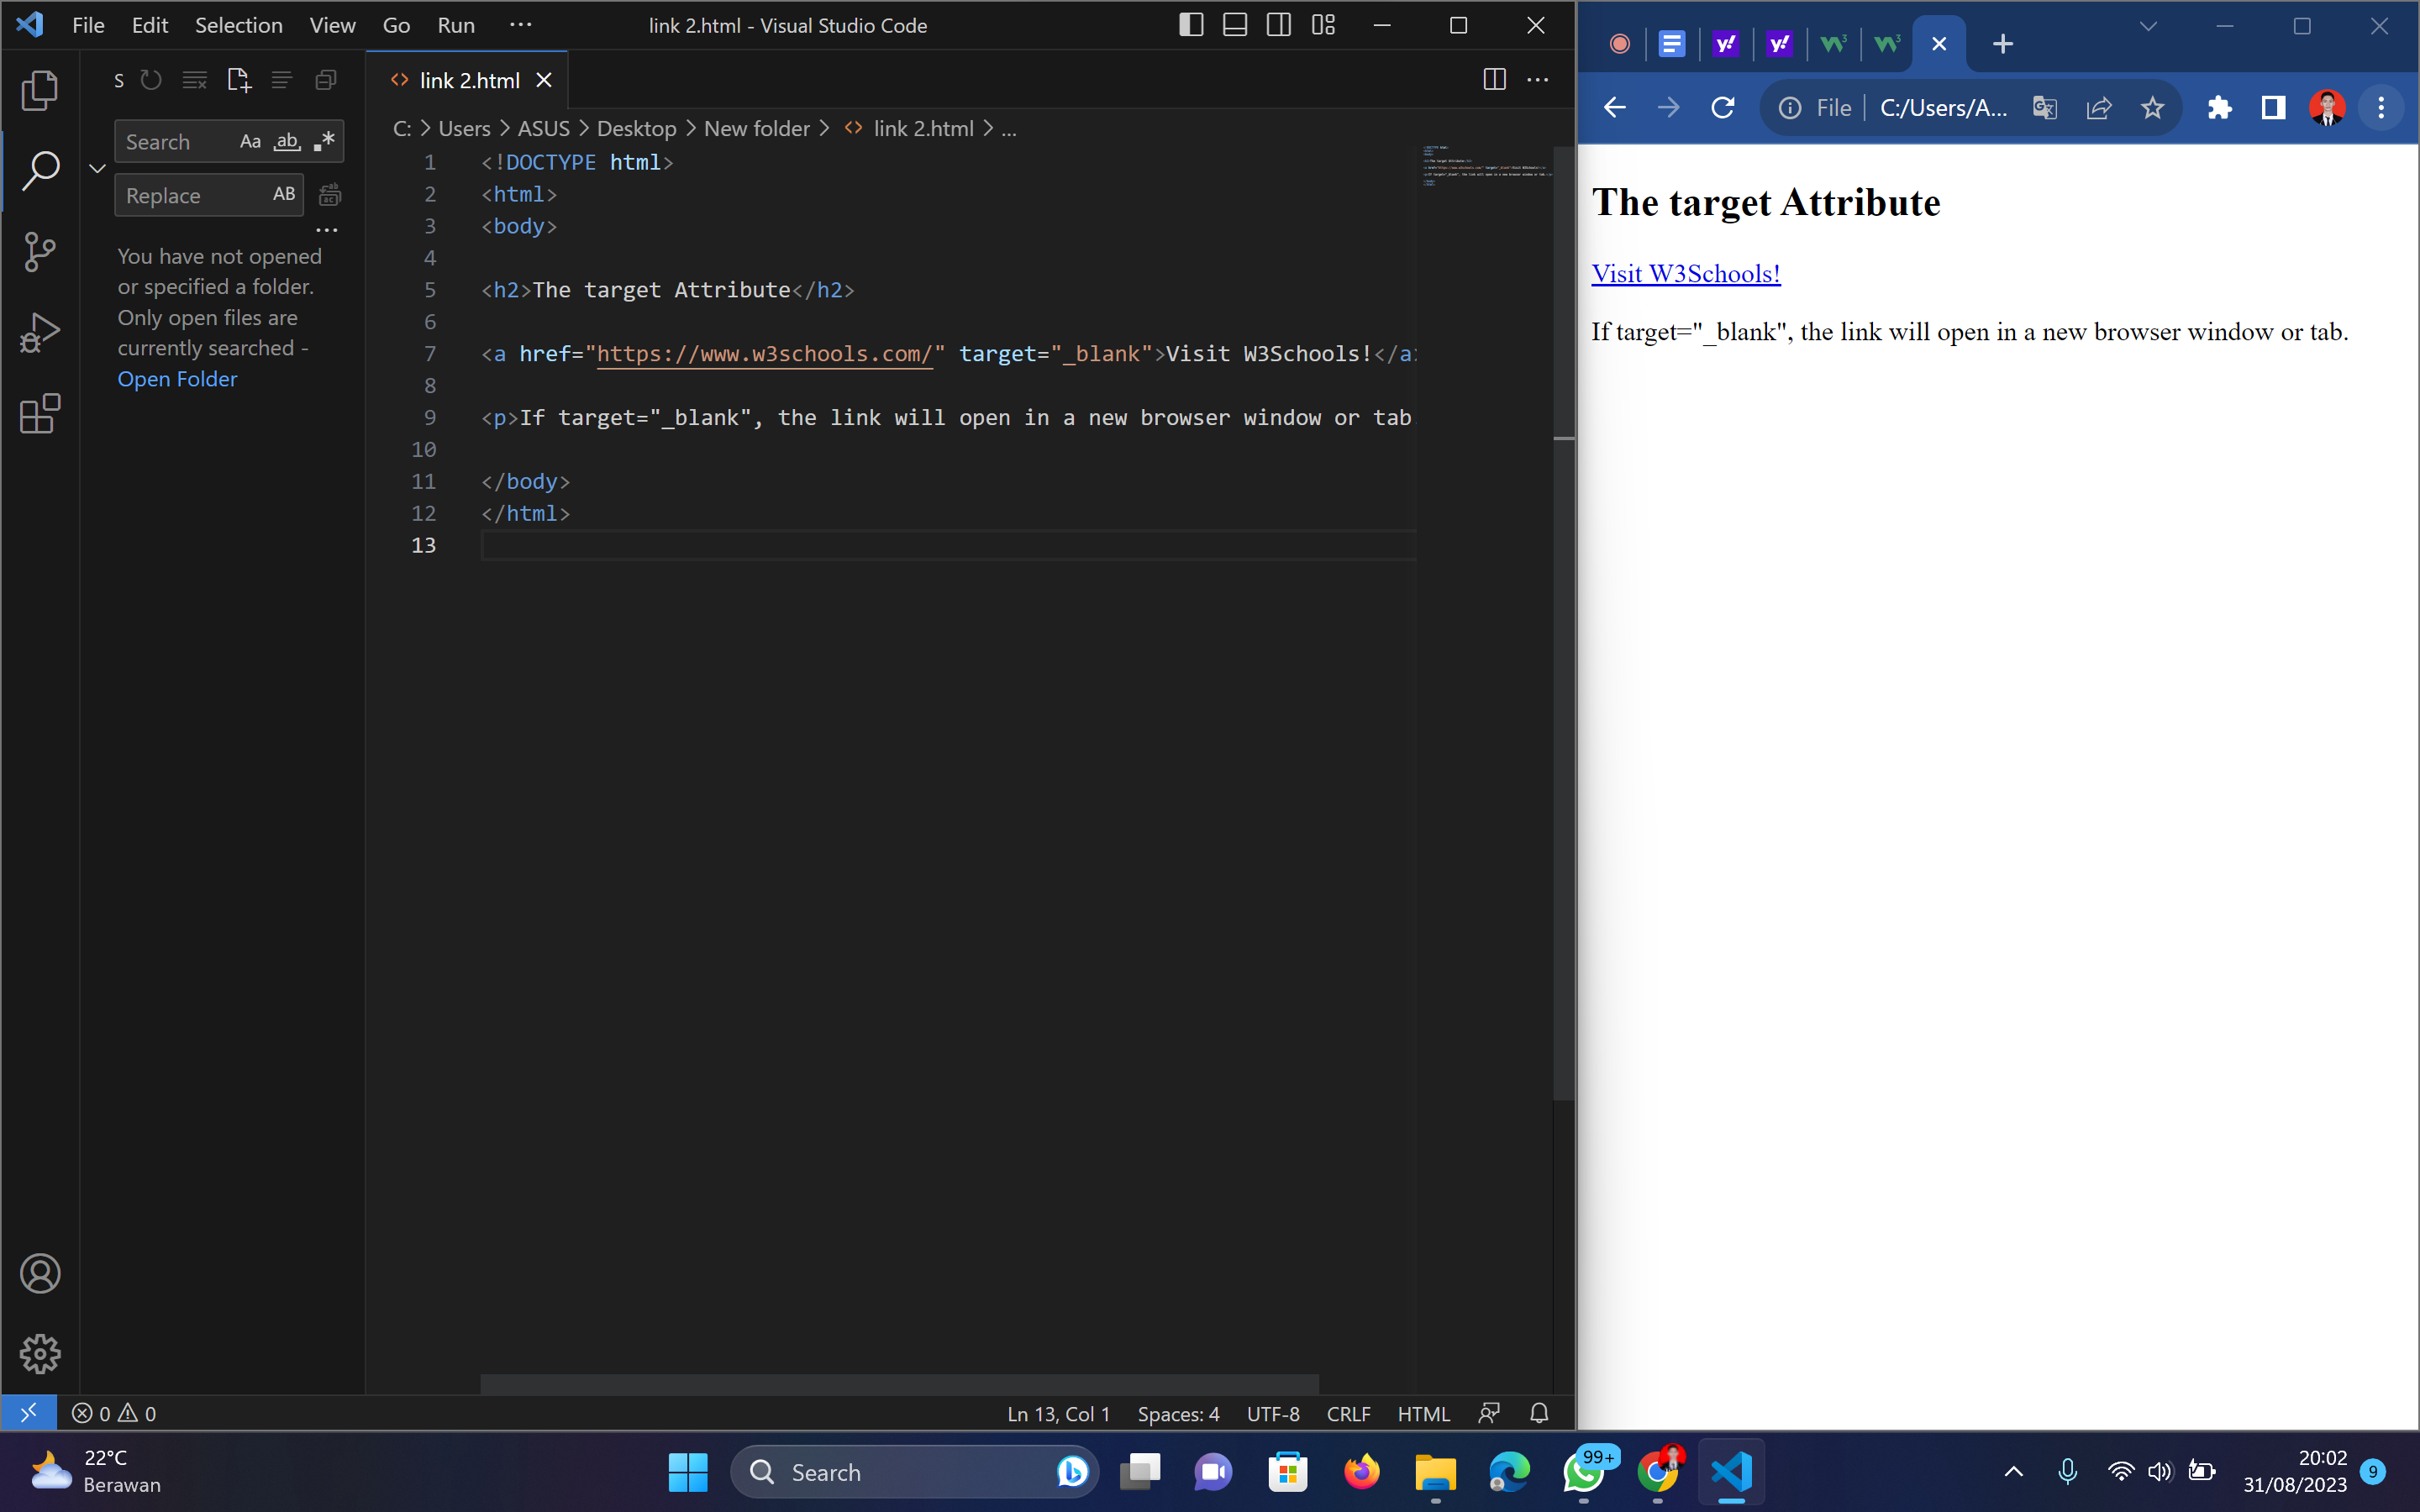 File Edit Selection View Go Run ···
link 2.html - Visual Studio Code
S
link 2.html
Search Aa ab
Replace AB
You have not opened
or specified a folder.
Only open files are
currently searched -
Open Folder
C: > Users > ASUS > Desktop > New folder > link 2.html > ...
1 <!DOCTYPE html>
2 <html>
3 <body>
4
5 <h2>The target Attribute</h2>
6
7 <a href="https://www.w3schools.com/" target="_blank">Visit W3Schools!</a>
8
9 <p>If target="_blank", the link will open in a new browser window or tab.
10
11 </body>
12 </html>
13
0 0
Ln 13, Col 1 Spaces: 4 UTF-8 CRLF HTML
File C:/Users/A...
The target Attribute
Visit W3Schools!
If target="_blank", the link will open in a new browser window or tab.
22°C
Berawan
Search
99+
20:02
31/08/2023
9